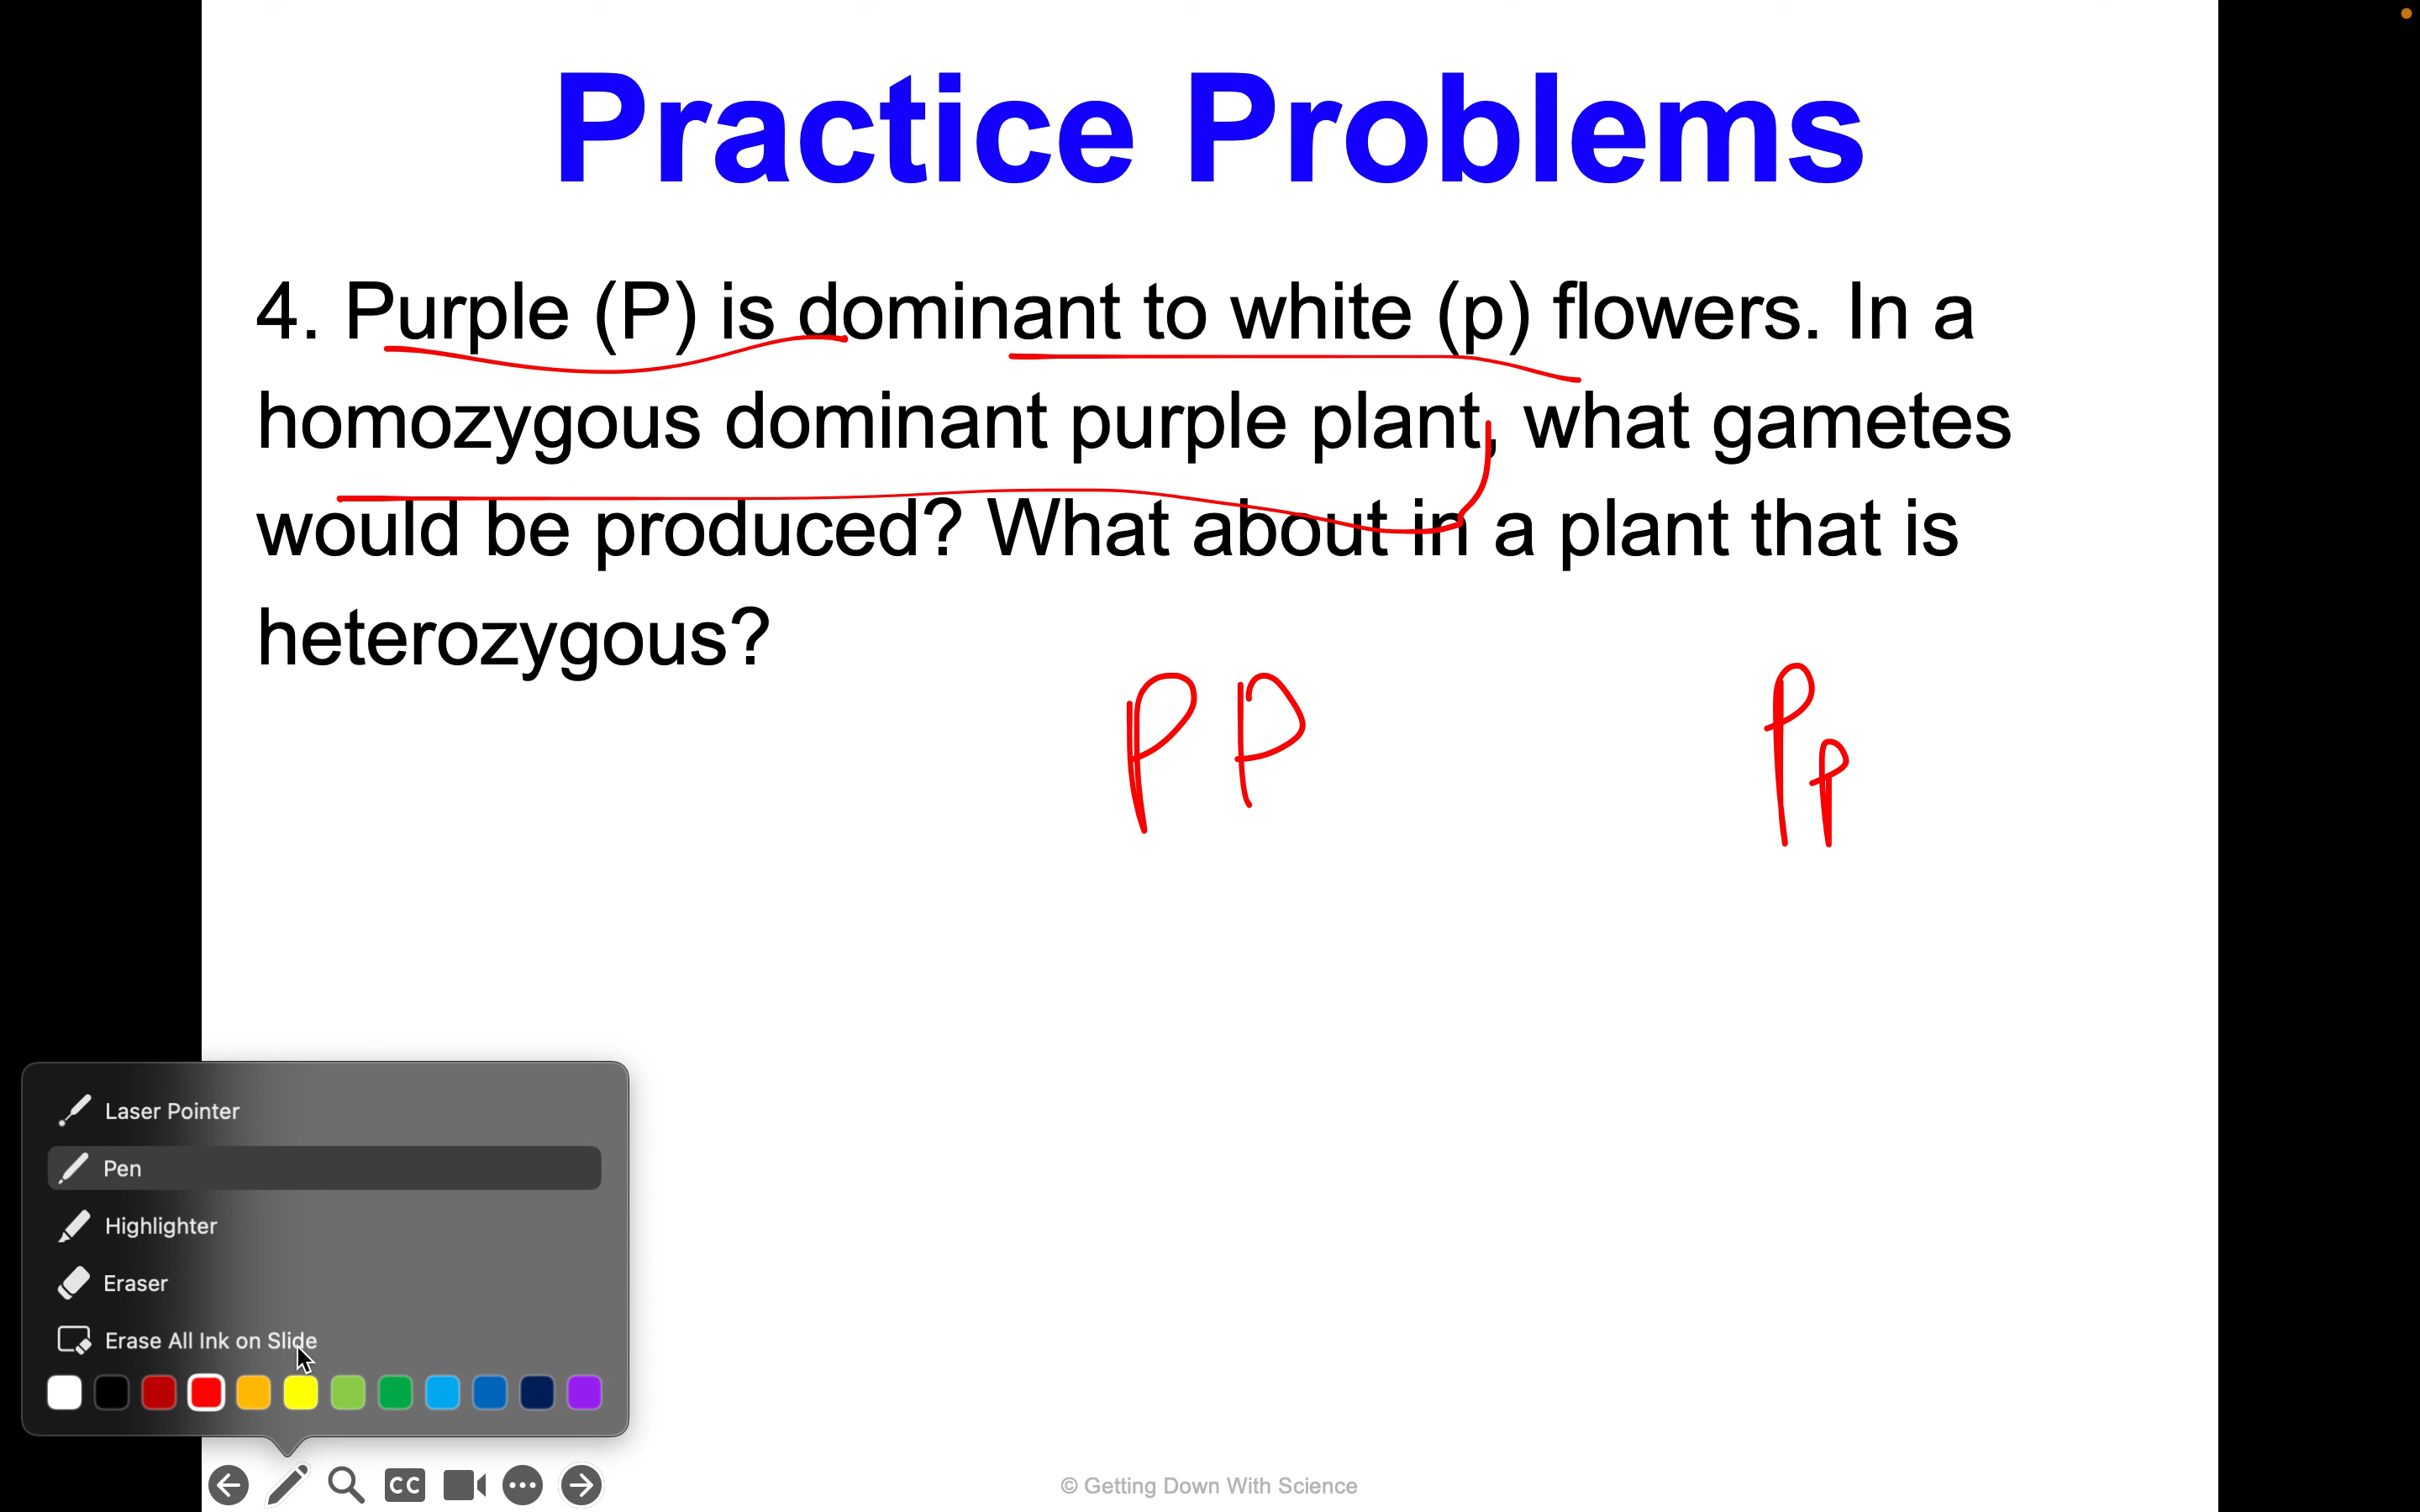 Practice Problems
4. Purple (P) is dominant to white (p) flowers. In a
homozygous dominant purple plant, what gametes
would be produced? What about in a plant that is
heterozygous?
PP Pp
Laser Pointer
Pen
Highlighter
Eraser
Erase All Ink on Slide
CC
© Getting Down With Science